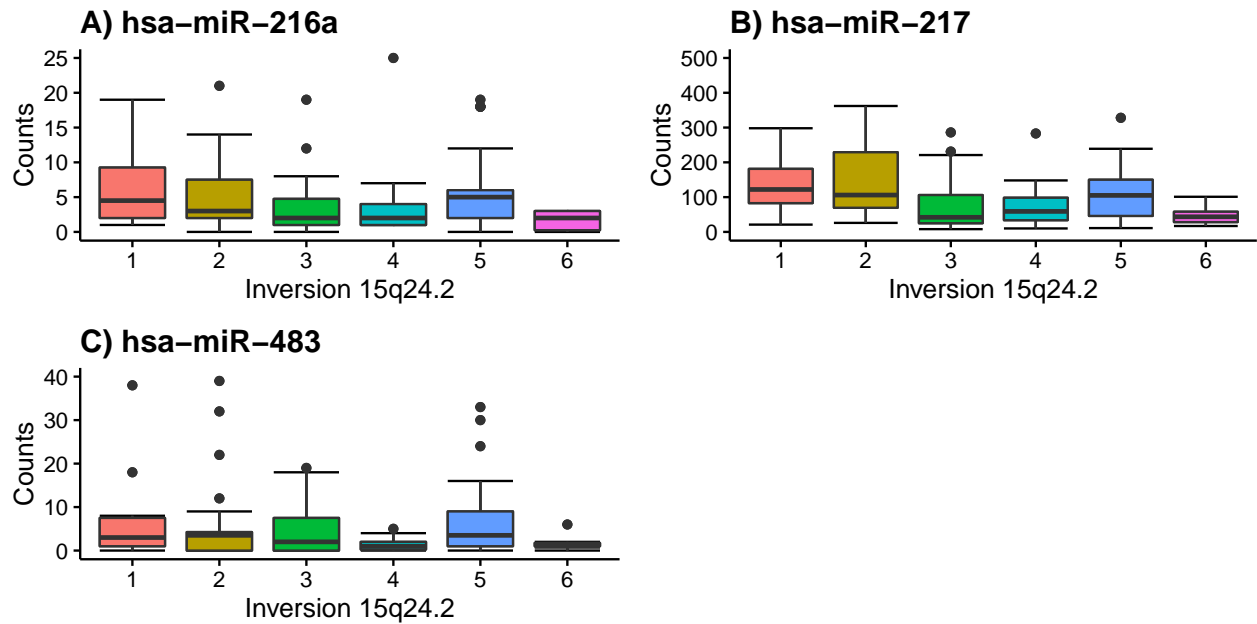 A) hsa−miR−216a
25
20
15
10
5
0
Counts
1 2 3 4 5 6
Inversion 15q24.2
B) hsa−miR−217
500
400
300
200
100
0
Counts
1 2 3 4 5 6
Inversion 15q24.2
C) hsa−miR−483
40
30
20
10
0
Counts
1 2 3 4 5 6
Inversion 15q24.2